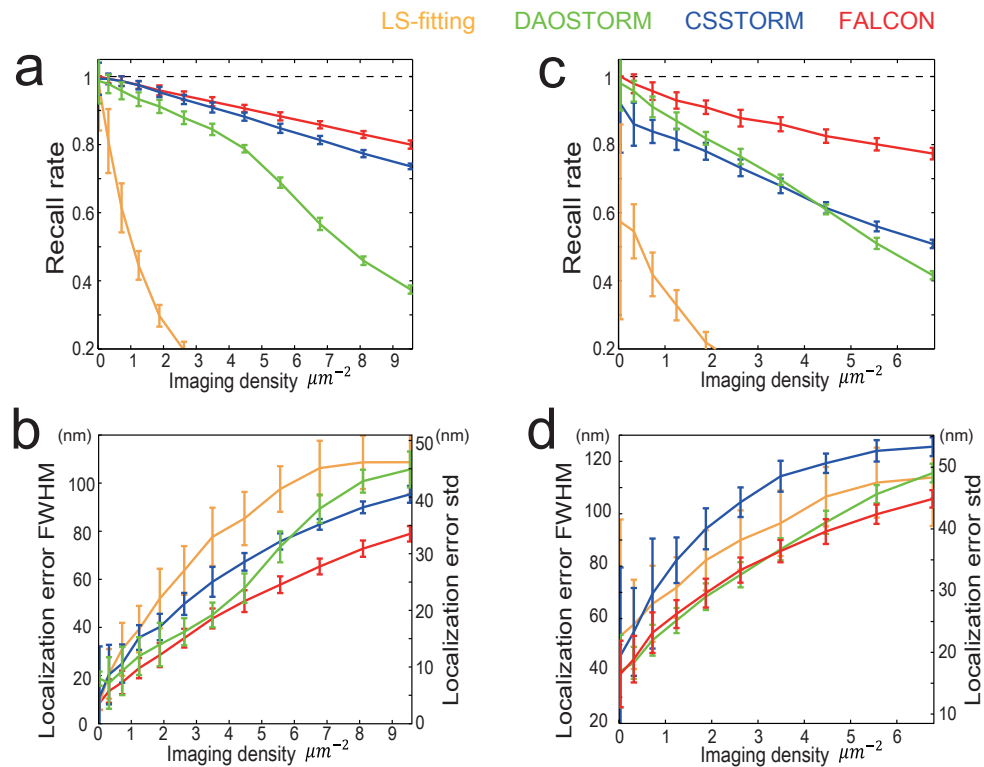 LS-fitting DAOSTORM CSSTORM FALCON
a
Recall rate
1
0.8
0.6
0.4
0.2
0 1 2 3 4 5 6 7 8 9
Imaging density μm⁻²
c
Recall rate
1
0.8
0.6
0.4
0.2
0 1 2 3 4 5 6
Imaging density μm⁻²
b
(nm)
Localization error FWHM
120
100
80
60
40
20
0
(nm)
50
40
30
20
10
0
Localization error std
0 1 2 3 4 5 6 7 8 9
Imaging density μm⁻²
d
(nm)
Localization error FWHM
120
100
80
60
40
20
(nm)
50
40
30
20
10
Localization error std
0 1 2 3 4 5 6
Imaging density μm⁻²